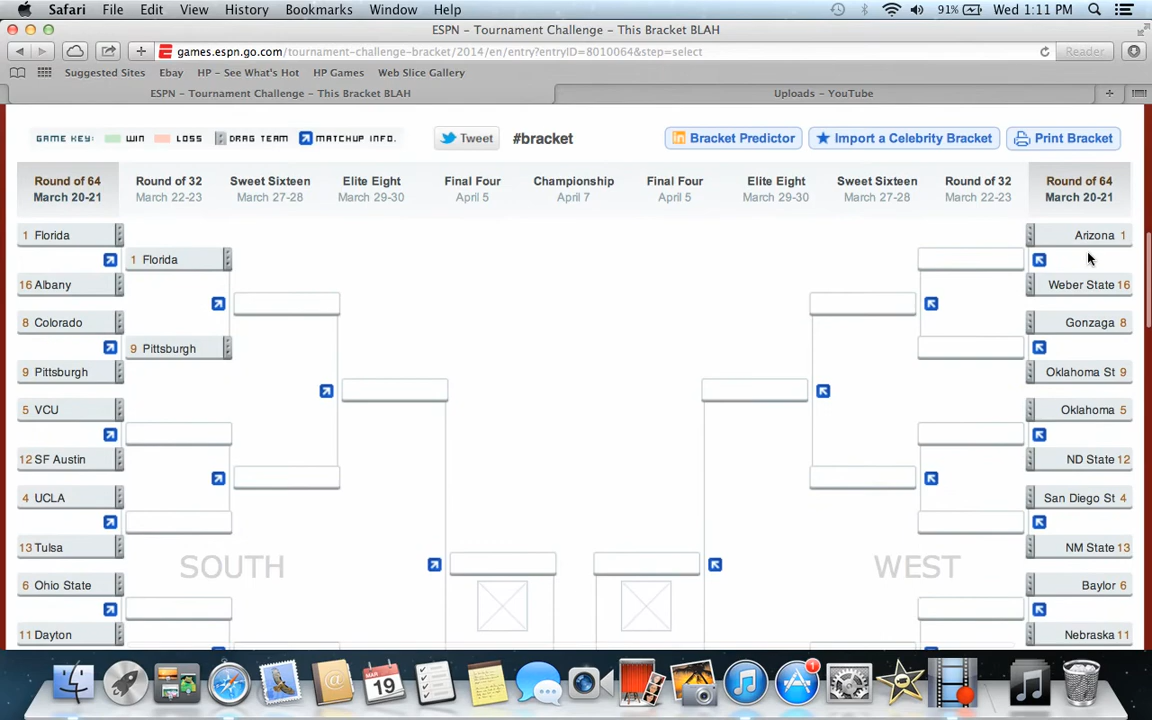 Safari File Edit View History Bookmarks Window Help 91% Wed 1:11 PM
ESPN - Tournament Challenge - This Bracket BLAH
games.espn.go.com/tournament-challenge-bracket/2014/en/entry?entryID=8010064&step=select Reader
Suggested Sites Ebay HP - See What's Hot HP Games Web Slice Gallery
ESPN - Tournament Challenge - This Bracket BLAH Uploads - YouTube
GAME KEY: WIN LOSS DRAG TEAM MATCHUP INFO. Tweet #bracket Bracket Predictor Import a Celebrity Bracket Print Bracket
Round of 64 Round of 32 Sweet Sixteen Elite Eight Final Four Championship Final Four Elite Eight Sweet Sixteen Round of 32 Round of 64
March 20-21 March 22-23 March 27-28 March 29-30 April 5 April 7 April 5 March 29-30 March 27-28 March 22-23 March 20-21
1 Florida Arizona 1
1 Florida
16 Albany Weber State 16
8 Colorado Gonzaga 8
9 Pittsburgh
9 Pittsburgh Oklahoma St 9
5 VCU Oklahoma 5
12 SF Austin ND State 12
4 UCLA San Diego St 4
13 Tulsa NM State 13
SOUTH WEST
6 Ohio State Baylor 6
11 Dayton Nebraska 11
MAR
19
1